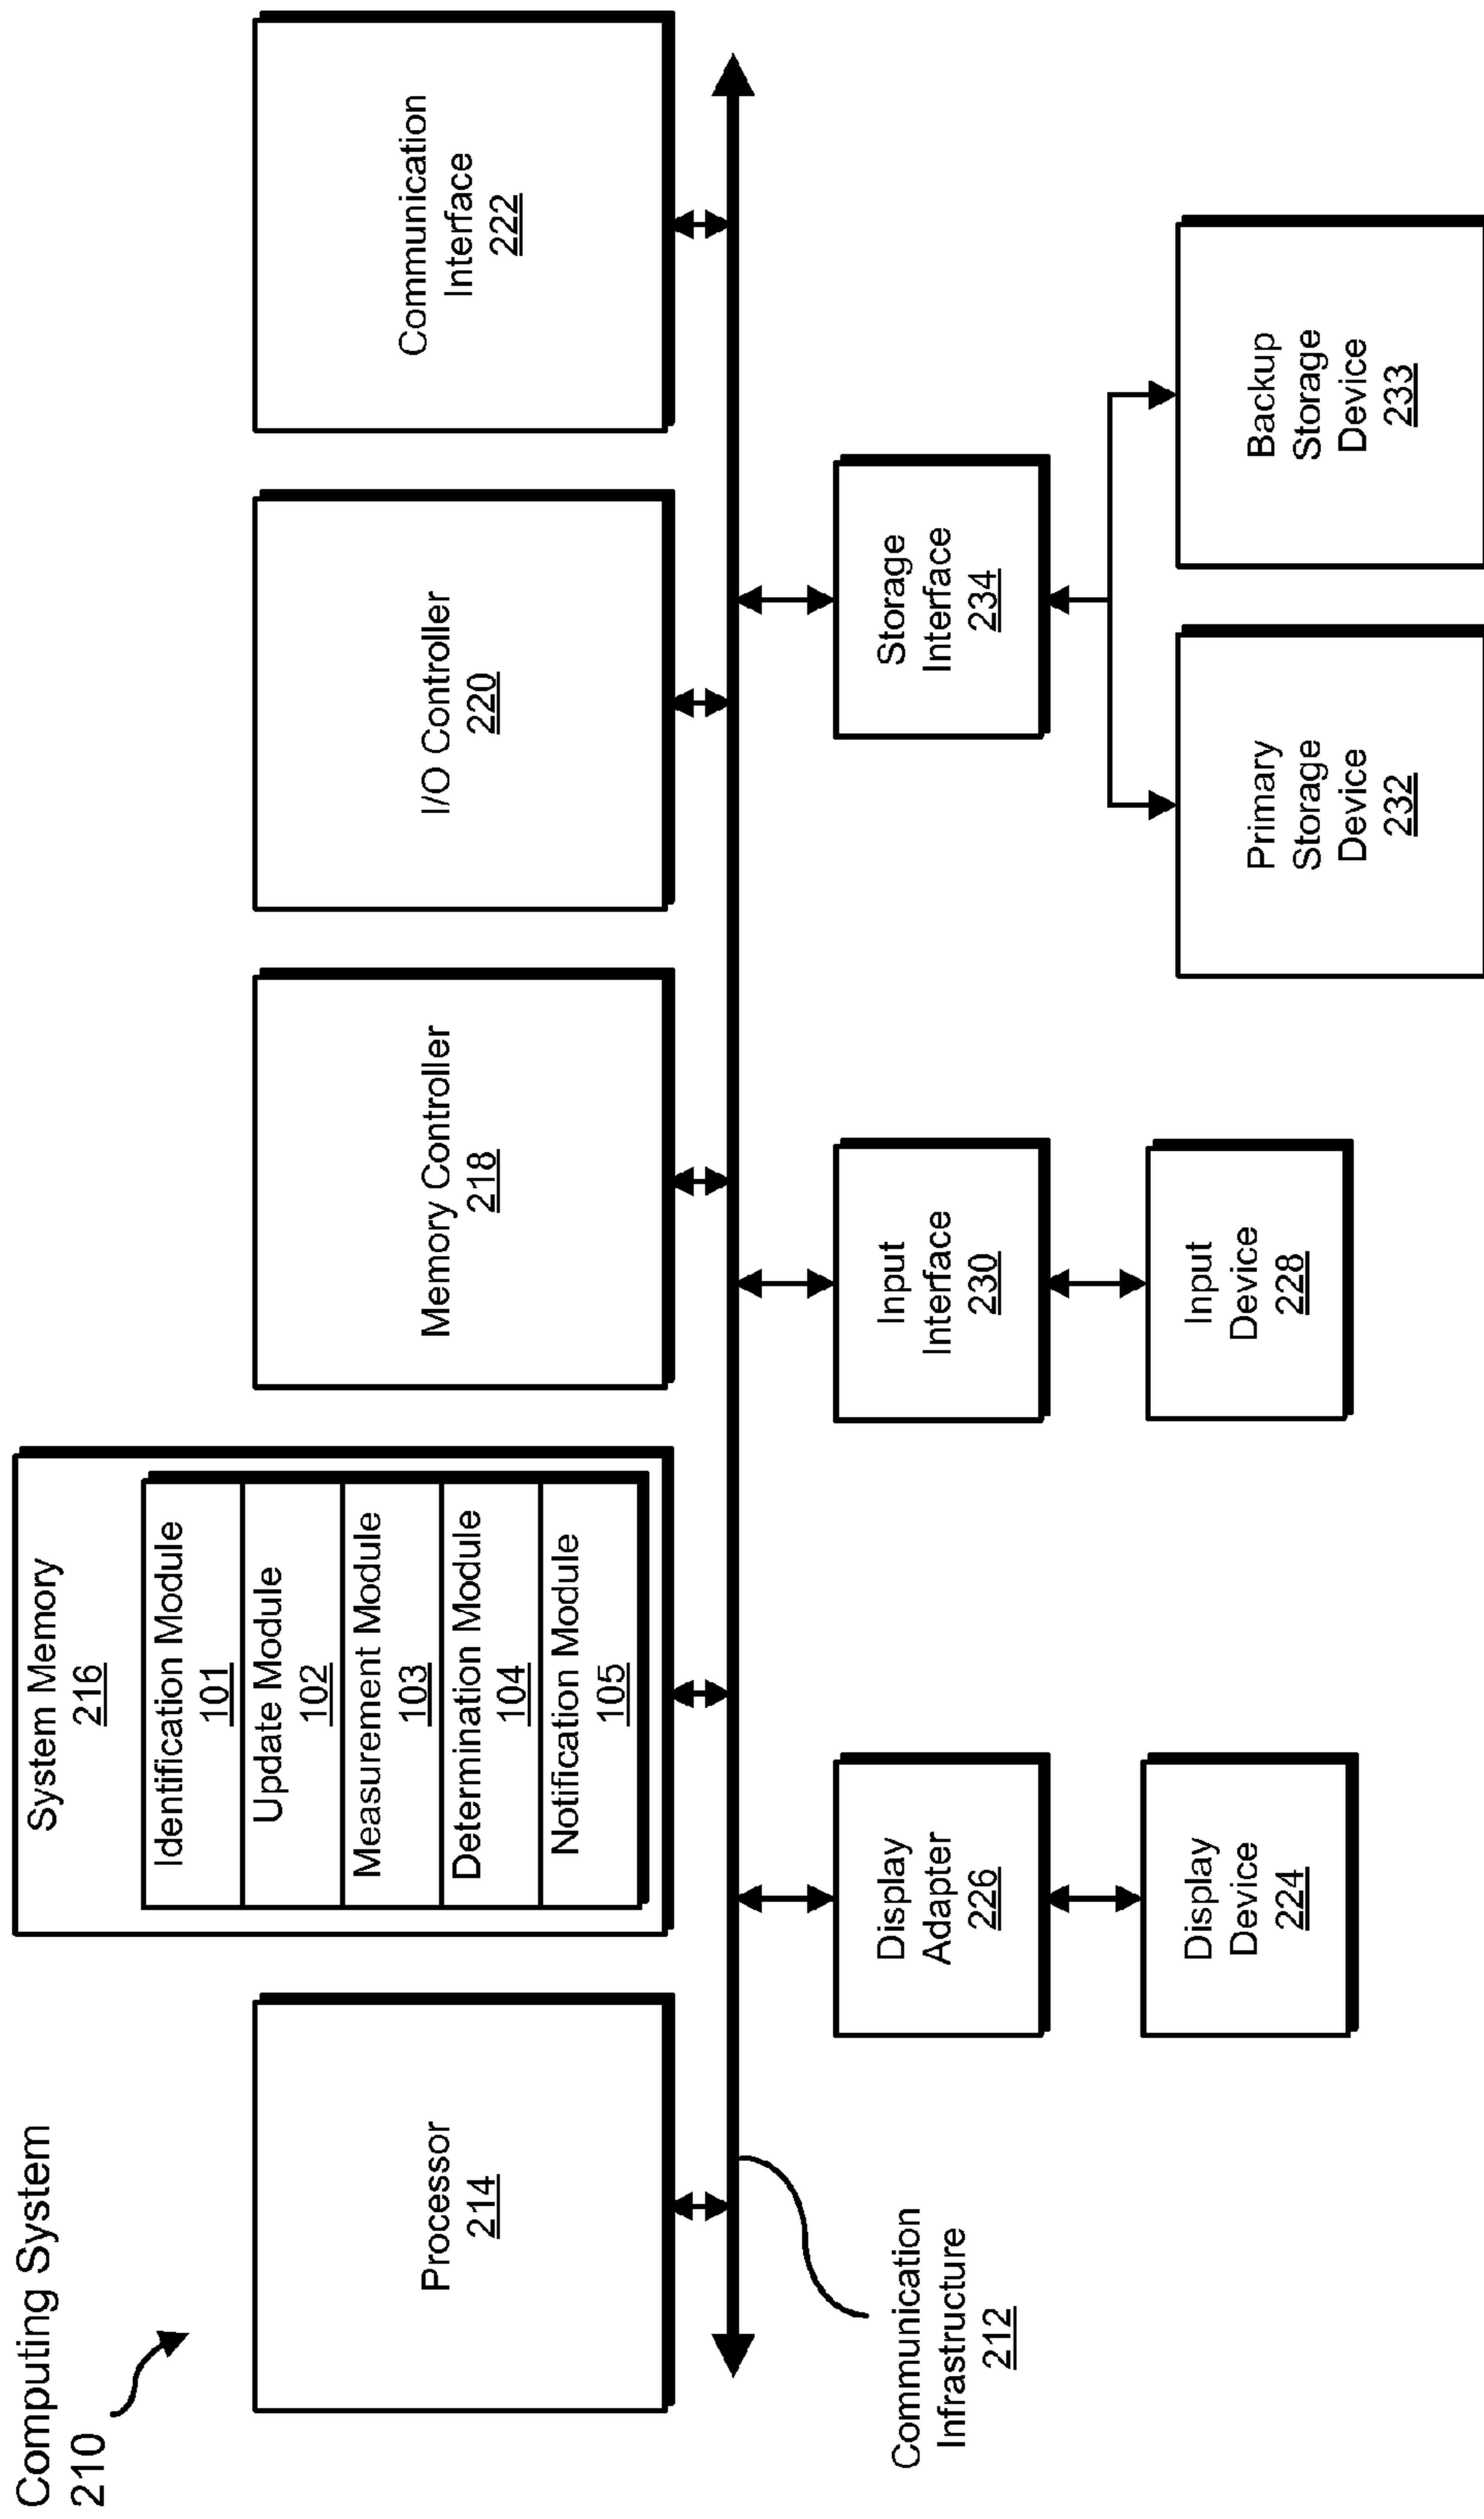 Computing System
210
Processor
214
System Memory
216
Identification Module
101
Update Module
102
Measurement Module
103
Determination Module
104
Notification Module
105
Memory Controller
218
I/O Controller
220
Communication
Interface
222
Communication
Infrastructure
212
Display
Adapter
226
Input
Interface
230
Storage
Interface
234
Display
Device
224
Input
Device
228
Primary
Storage
Device
232
Backup
Storage
Device
233